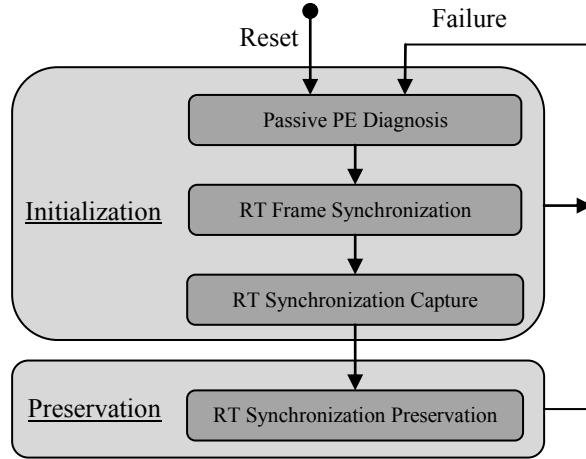 Failure
Reset
Passive PE Diagnosis
Initialization
RT Frame Synchronization
RT Synchronization Capture
Preservation
RT Synchronization Preservation